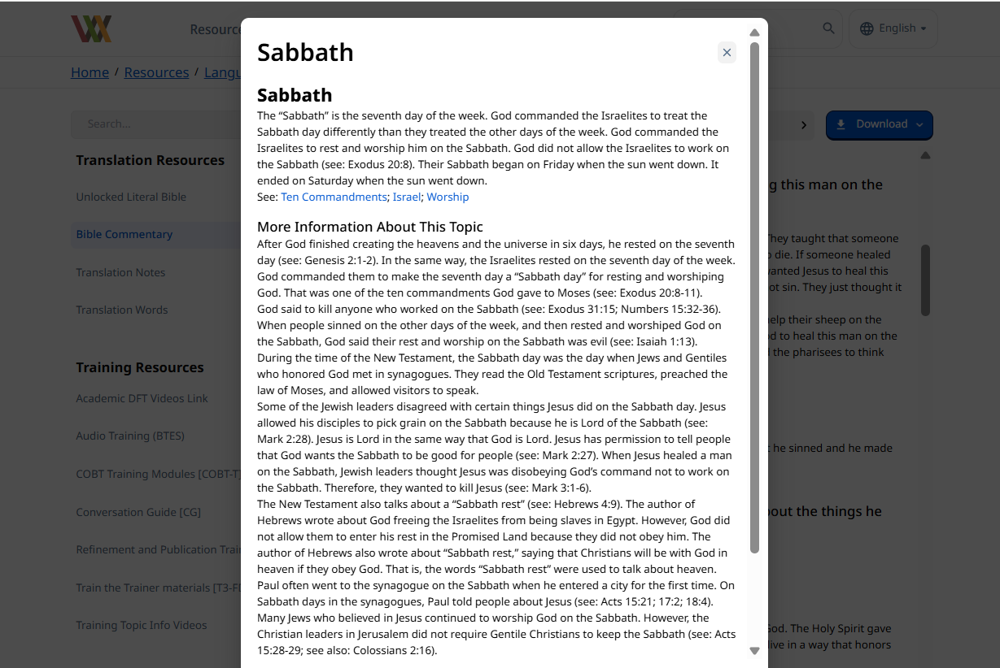 Resource
English
Home / Resources / Langu
Search...
Download
Translation Resources
Unlocked Literal Bible
Bible Commentary
Translation Notes
Translation Words
Training Resources
Academic DFT Videos Link
Audio Training (BTES)
COBT Training Modules [COBT-T]
Conversation Guide [CG]
Refinement and Publication Trai
Train the Trainer materials [T3-F
Training Topic Info Videos
Sabbath
Sabbath
The “Sabbath” is the seventh day of the week. God commanded the Israelites to treat the
Sabbath day differently than they treated the other days of the week. God commanded the
Israelites to rest and worship him on the Sabbath. God did not allow the Israelites to work on
the Sabbath (see: Exodus 20:8). Their Sabbath began on Friday when the sun went down. It
ended on Saturday when the sun went down.
See: Ten Commandments; Israel; Worship
More Information About This Topic
After God finished creating the heavens and the universe in six days, he rested on the seventh
day (see: Genesis 2:1-2). In the same way, the Israelites rested on the seventh day of the week.
God commanded them to make the seventh day a “Sabbath day” for resting and worshiping
God. That was one of the ten commandments God gave to Moses (see: Exodus 20:8-11).
God said to kill anyone who worked on the Sabbath (see: Exodus 31:15; Numbers 15:32-36).
When people sinned on the other days of the week, and then rested and worshiped God on
the Sabbath, God said their rest and worship on the Sabbath was evil (see: Isaiah 1:13).
During the time of the New Testament, the Sabbath day was the day when Jews and Gentiles
who honored God met in synagogues. They read the Old Testament scriptures, preached the
law of Moses, and allowed visitors to speak.
Some of the Jewish leaders disagreed with certain things Jesus did on the Sabbath day. Jesus
allowed his disciples to pick grain on the Sabbath because he is Lord of the Sabbath (see:
Mark 2:28). Jesus is Lord in the same way that God is Lord. Jesus has permission to tell people
that God wants the Sabbath to be good for people (see: Mark 2:27). When Jesus healed a man
on the Sabbath, Jewish leaders thought Jesus was disobeying God’s command not to work on
the Sabbath. Therefore, they wanted to kill Jesus (see: Mark 3:1-6).
The New Testament also talks about a “Sabbath rest” (see: Hebrews 4:9). The author of
Hebrews wrote about God freeing the Israelites from being slaves in Egypt. However, God did
not allow them to enter his rest in the Promised Land because they did not obey him. The
author of Hebrews also wrote about “Sabbath rest,” saying that Christians will be with God in
heaven if they obey God. That is, the words “Sabbath rest” were used to talk about heaven.
Paul often went to the synagogue on the Sabbath when he entered a city for the first time. On
Sabbath days in the synagogues, Paul told people about Jesus (see: Acts 15:21; 17:2; 18:4).
Many Jews who believed in Jesus continued to worship God on the Sabbath. However, the
Christian leaders in Jerusalem did not require Gentile Christians to keep the Sabbath (see: Acts
15:28-29; see also: Colossians 2:16).
g this man on the
They taught that someone
o die. If someone healed
wanted Jesus to heal this
ot sin. They just thought it
elp their sheep on the
d to heal this man on the
the pharisees to think
t he sinned and he made
out the things he
God. The Holy Spirit gave
live in a way that honors